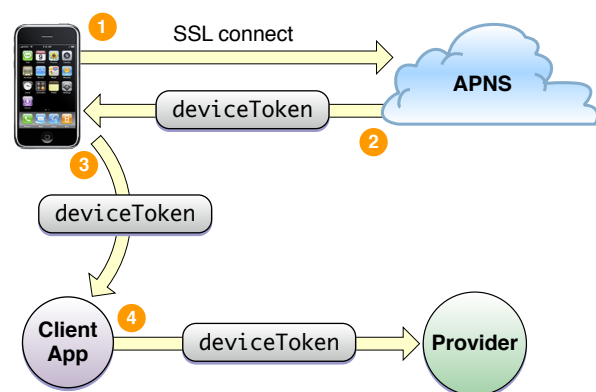 1
SSL connect
APNS
deviceToken
2
3
deviceToken
Client
App
4
deviceToken
Provider